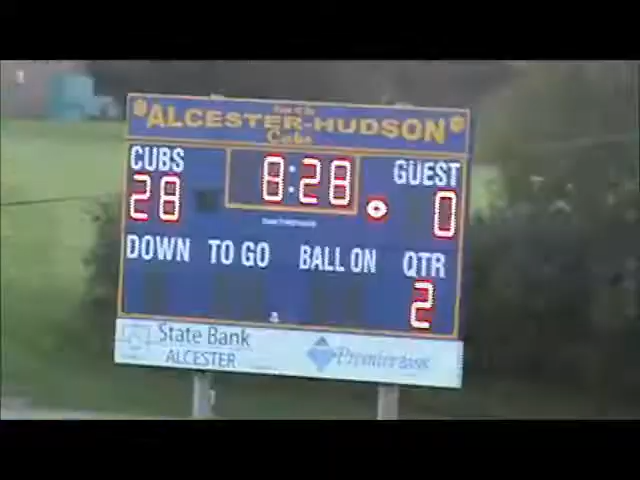 ALCESTER-HUDSON
Cubs
CUBS 8:28 GUEST
28 0
DOWN TO GO BALL ON QTR
2
State Bank
ALCESTER
Premier